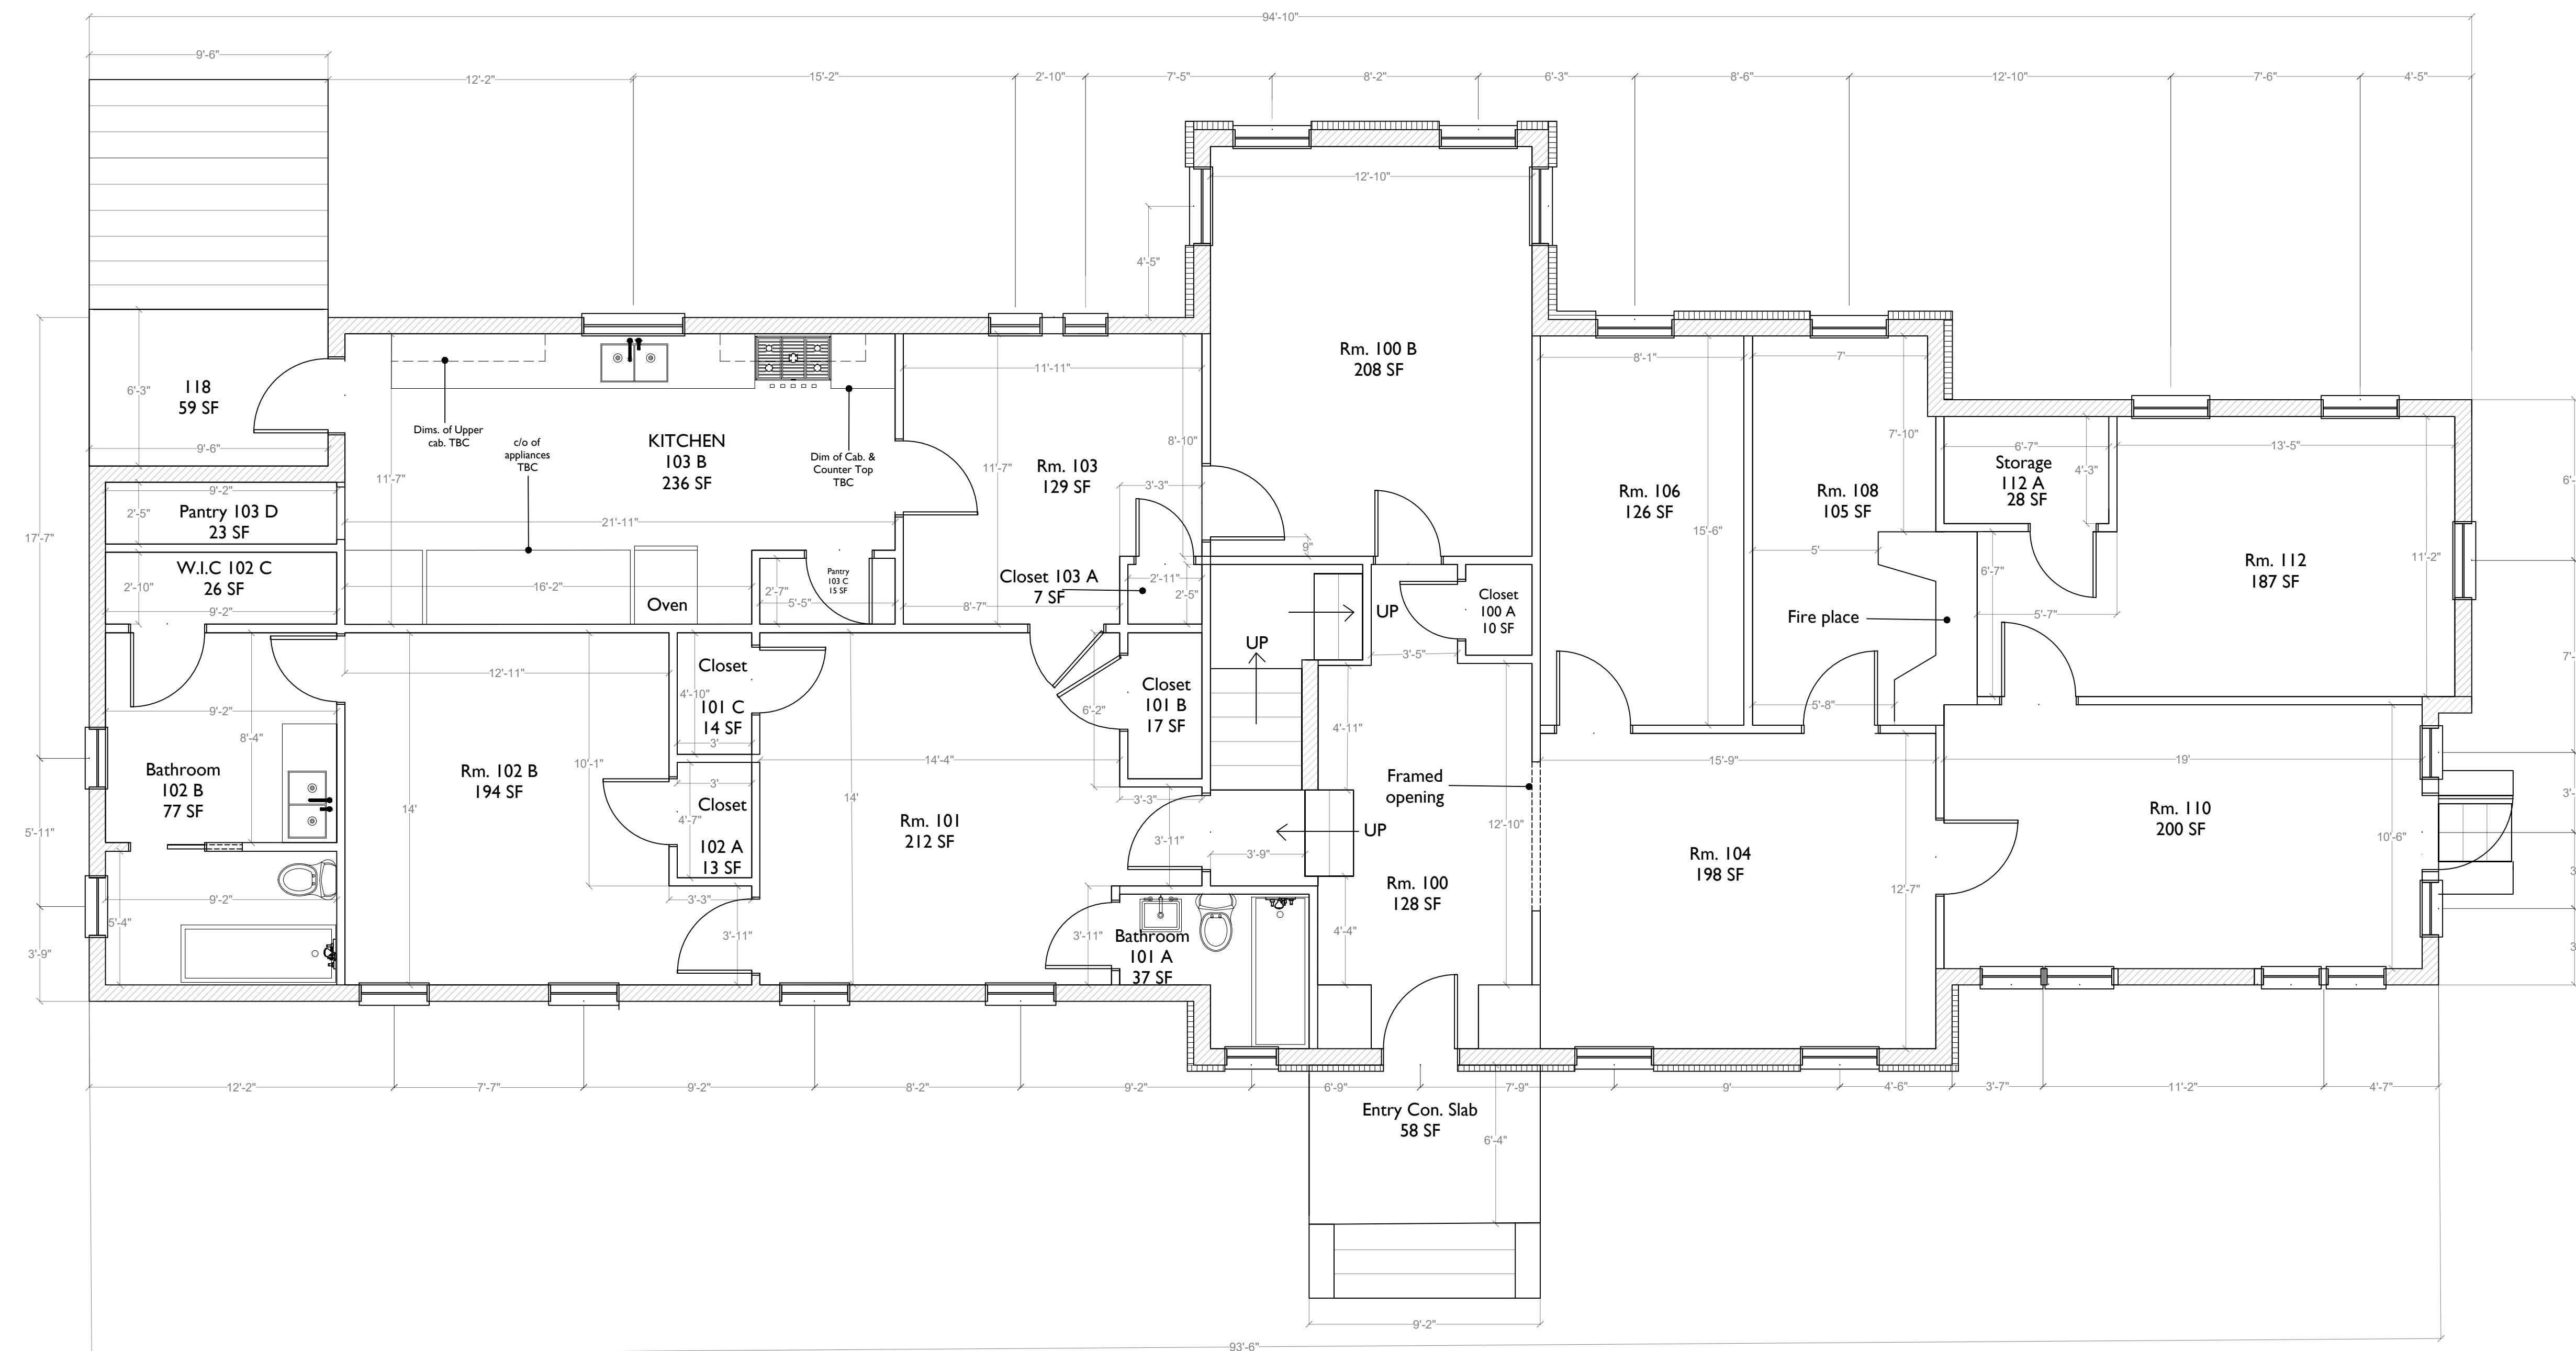 94'-10"
9'-6"
12'-2"
15'-2"
2'-10"
7'-5"
8'-2"
6'-3"
8'-6"
12'-10"
7'-6"
4'-5"
12'-10"
4'-5"
118
59 SF
6'-3"
9'-6"
Dims. of Upper
cab. TBC
c/o of
appliances
TBC
KITCHEN
103 B
236 SF
Dim of Cab. &
Counter Top
TBC
11'-7"
21'-11"
16'-2"
Oven
Pantry
103 C
15 SF
2'-7"
5'-5"
11'-11"
8'-10"
11'-7"
Rm. 103
129 SF
3'-3"
Closet 103 A
7 SF
2'-11"
2'-5"
8'-7"
Rm. 100 B
208 SF
9"
8'-1"
Rm. 106
126 SF
15'-6"
7'
7'-10"
Rm. 108
105 SF
5'
5'-8"
6'-7"
Storage
112 A
28 SF
4'-3"
13'-5"
6'-7"
5'-7"
Fire place
Rm. 112
187 SF
11'-2"
6'-
7'-
17'-7"
9'-2"
2'-5"
Pantry 103 D
23 SF
W.I.C 102 C
26 SF
2'-10"
9'-2"
9'-2"
8'-4"
Bathroom
102 B
77 SF
9'-2"
5'-4"
5'-11"
3'-9"
12'-11"
Rm. 102 B
194 SF
14'
10'-1"
Closet
101 C
14 SF
4'-10"
3'
3'
Closet
102 A
13 SF
4'-7"
3'-3"
3'-11"
14'-4"
14'
Rm. 101
212 SF
6'-2"
Closet
101 B
17 SF
3'-3"
3'-11"
3'-11"
Bathroom
101 A
37 SF
UP
UP
UP
3'-9"
Closet
100 A
10 SF
3'-5"
4'-11"
12'-10"
4'-4"
Framed
opening
Rm. 100
128 SF
15'-9"
Rm. 104
198 SF
12'-7"
19'
Rm. 110
200 SF
10'-6"
3'-
3
3
12'-2"
7'-7"
9'-2"
8'-2"
9'-2"
6'-9"
7'-9"
9'
4'-6"
3'-7"
11'-2"
4'-7"
Entry Con. Slab
58 SF
6'-4"
9'-2"
93'-6"